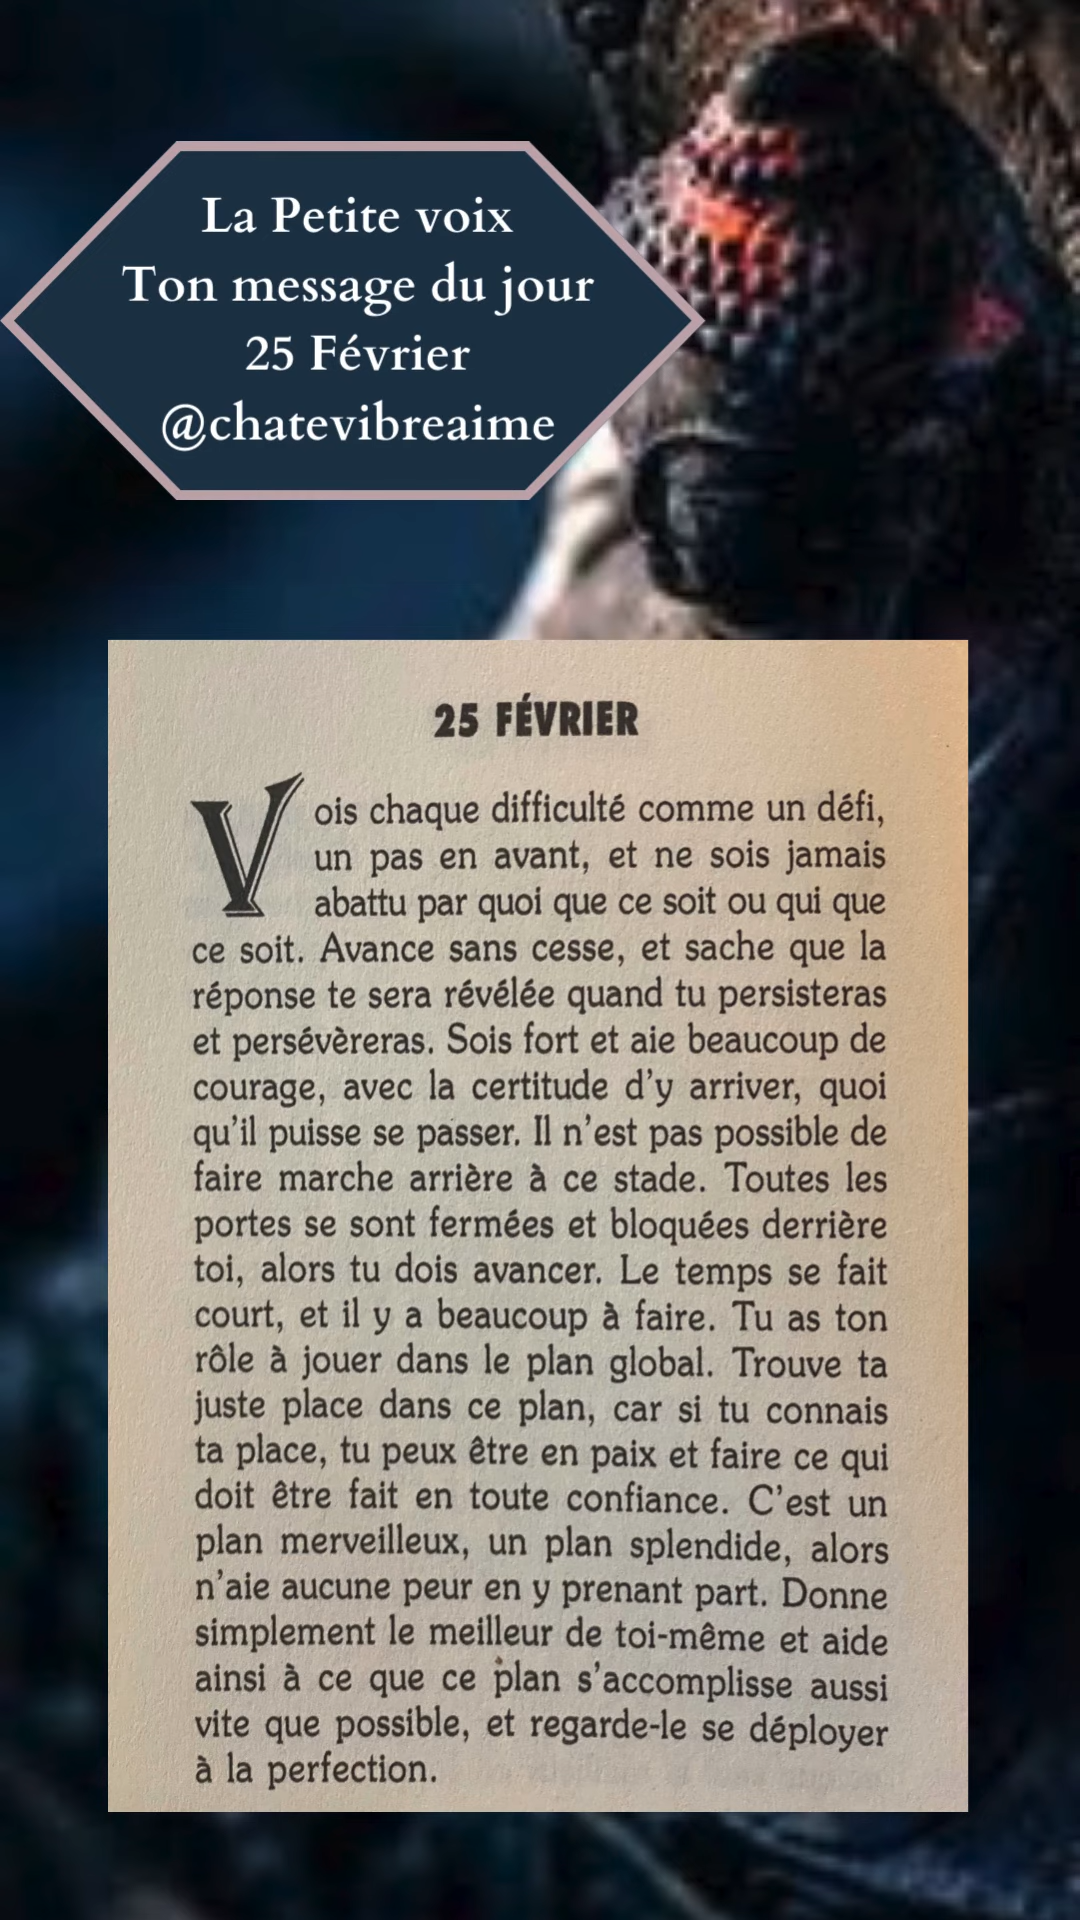 La Petite voix
Ton message du jour
25 Février
@chatevibreaime
25 FÉVRIER
Vois chaque difficulté comme un défi,
un pas en avant, et ne sois jamais
abattu par quoi que ce soit ou qui que
ce soit. Avance sans cesse, et sache que la
réponse te sera révélée quand tu persisteras
et persévèreras. Sois fort et aie beaucoup de
courage, avec la certitude d'y arriver, quoi
qu'il puisse se passer. Il n'est pas possible de
faire marche arrière à ce stade. Toutes les
portes se sont fermées et bloquées derrière
toi, alors tu dois avancer. Le temps se fait
court, et il y a beaucoup à faire. Tu as ton
rôle à jouer dans le plan global. Trouve ta
juste place dans ce plan, car si tu connais
ta place, tu peux être en paix et faire ce qui
doit être fait en toute confiance. C'est un
plan merveilleux, un plan splendide, alors
n'aie aucune peur en y prenant part. Donne
simplement le meilleur de toi-même et aide
ainsi à ce que ce plan s'accomplisse aussi
vite que possible, et regarde-le se déployer
à la perfection.